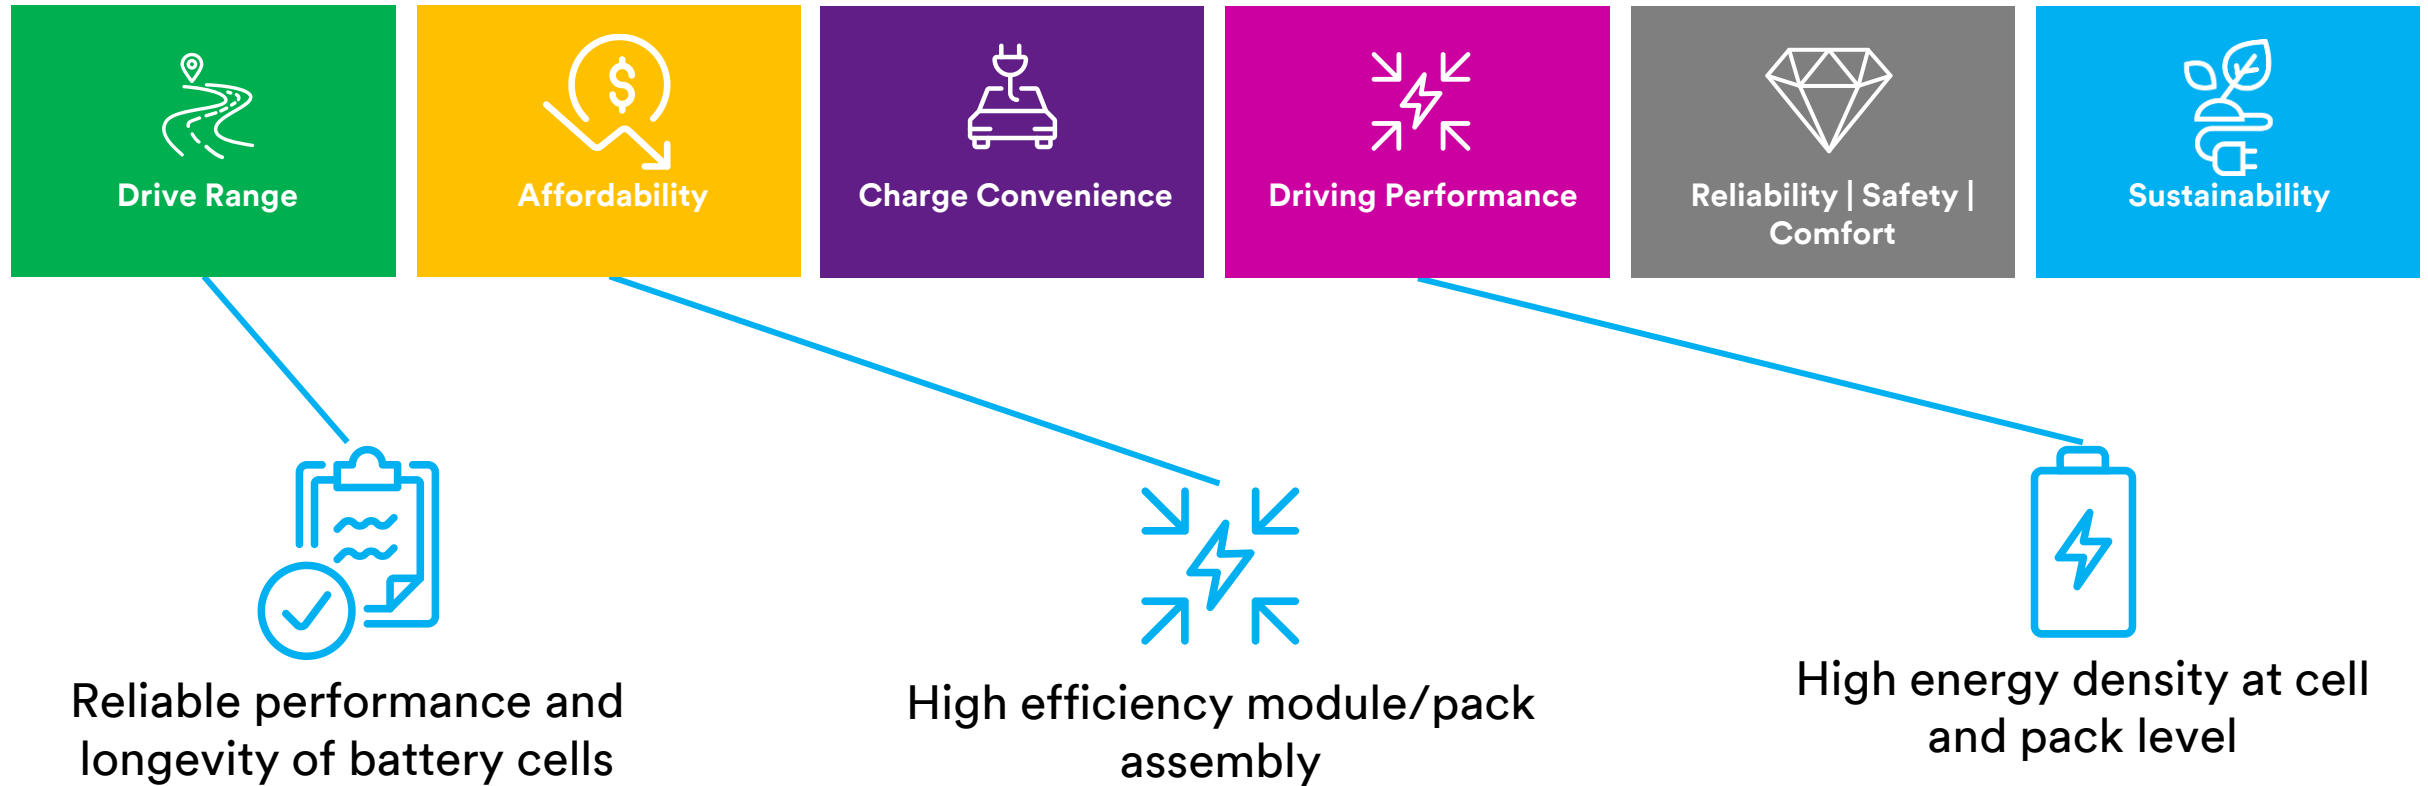 $
Drive Range
Affordability
Charge Convenience
Driving Performance
Reliability | Safety |
Comfort
Sustainability
Reliable performance and
longevity of battery cells
High efficiency module/pack
assembly
High energy density at cell
and pack level